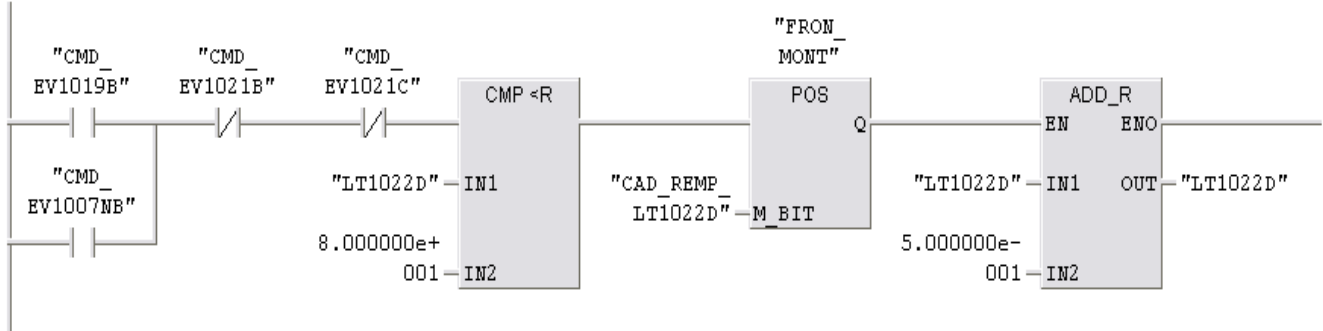 "FRON_
MONT"
"CMD_
EV1019B"
"CMD_
EV1021B"
"CMD_
EV1021C"
CMP <R
POS
ADD_R
Q
EN
ENO
"CMD_
EV1007NB"
"LT1022D"
IN1
"CAD_REMP_
LT1022D"
M_BIT
"LT1022D"
IN1
OUT
"LT1022D"
8.000000e+
001
IN2
5.000000e-
001
IN2